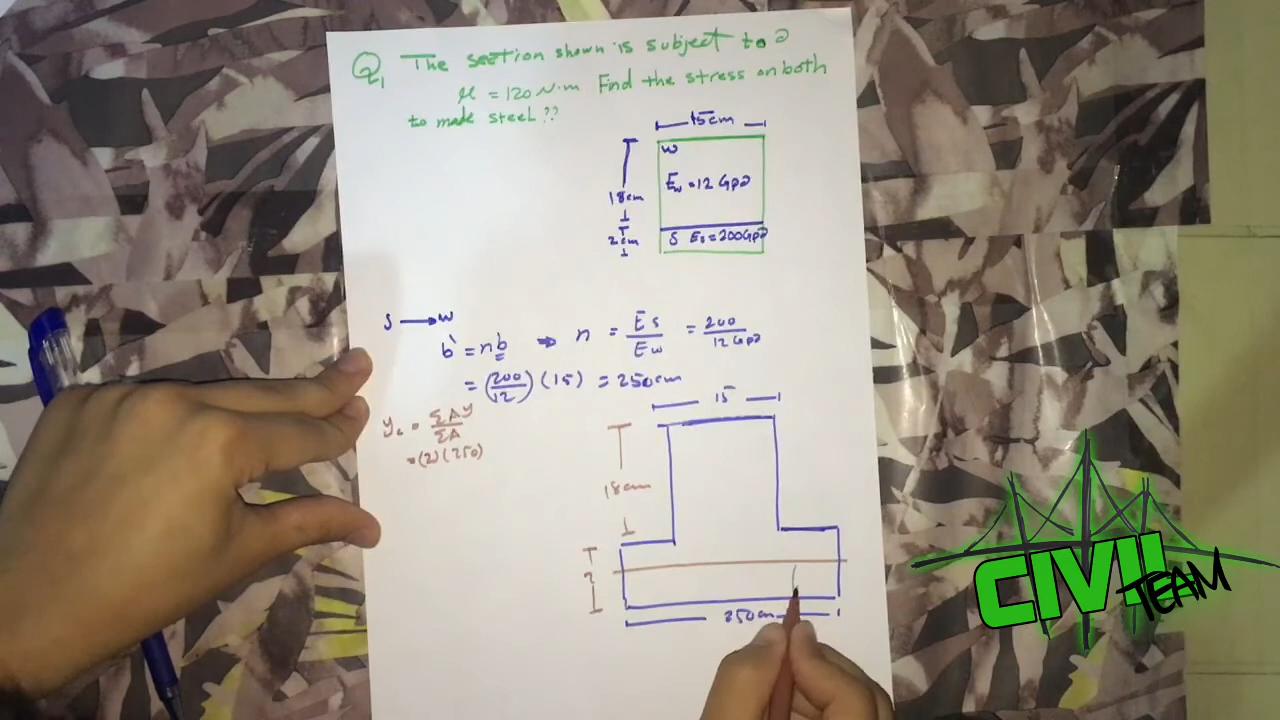 Q1 The section shown is subject to a
M = 120 N.m Find the stress on both
to made steel??
15cm
W
Ew = 12 Gpa
18cm
2cm
S Es = 200Gpa
S → W
b` = nb ⇒ n = Es/Ew = 200/12 Gpa
= (200/12) (15) = 250cm
yc = ΣAy/ΣA
= (2)(250)
15
18cm
2
250cm
CIVIL
TEAM